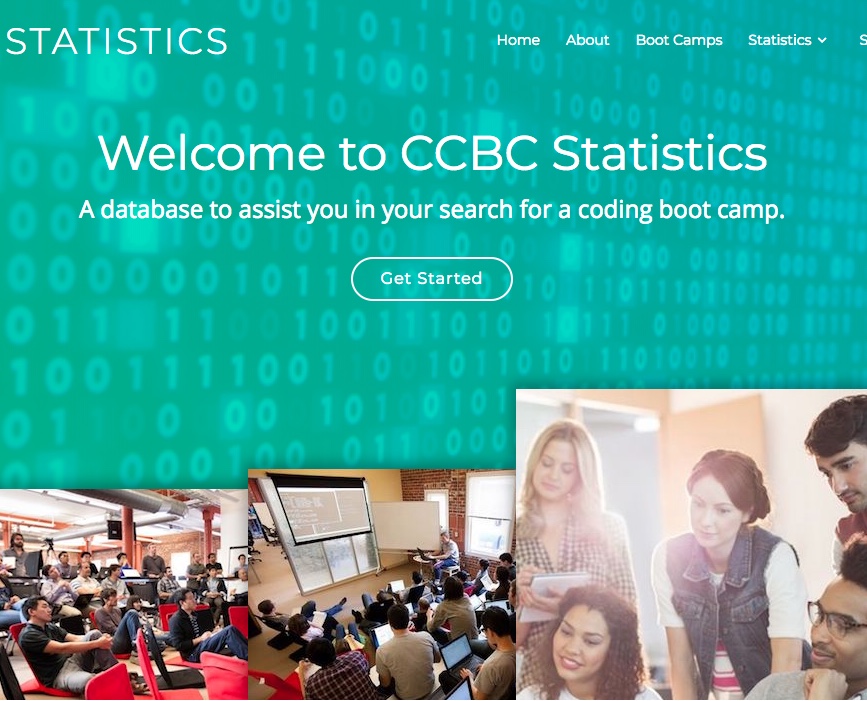 STATISTICS
Home About Boot Camps Statistics S
Welcome to CCBC Statistics
A database to assist you in your search for a coding boot camp.
Get Started